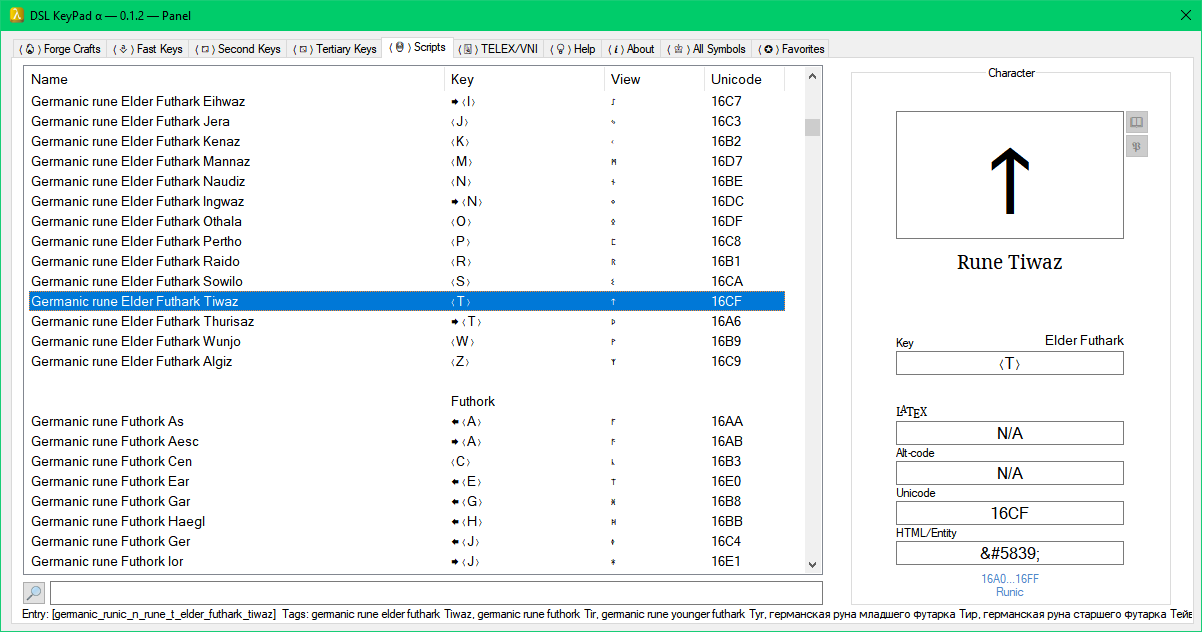 DSL KeyPad α — 0.1.2 — Panel
Forge Crafts Fast Keys Second Keys Tertiary Keys Scripts TELEX/VNI Help About All Symbols Favorites
Name Key View Unicode
Germanic rune Elder Futhark Eihwaz ➡ ⟨I⟩ ᛇ 16C7
Germanic rune Elder Futhark Jera ⟨J⟩ ᛃ 16C3
Germanic rune Elder Futhark Kenaz ⟨K⟩ ᚲ 16B2
Germanic rune Elder Futhark Mannaz ⟨M⟩ ᛗ 16D7
Germanic rune Elder Futhark Naudiz ⟨N⟩ ᚾ 16BE
Germanic rune Elder Futhark Ingwaz ➡ ⟨N⟩ ᛜ 16DC
Germanic rune Elder Futhark Othala ⟨O⟩ ᛟ 16DF
Germanic rune Elder Futhark Pertho ⟨P⟩ ᛈ 16C8
Germanic rune Elder Futhark Raido ⟨R⟩ ᚱ 16B1
Germanic rune Elder Futhark Sowilo ⟨S⟩ ᛊ 16CA
Germanic rune Elder Futhark Tiwaz ⟨T⟩ ᛏ 16CF
Germanic rune Elder Futhark Thurisaz ➡ ⟨T⟩ ᚦ 16A6
Germanic rune Elder Futhark Wunjo ⟨W⟩ ᚹ 16B9
Germanic rune Elder Futhark Algiz ⟨Z⟩ ᛉ 16C9
Futhork
Germanic rune Futhork As ⬅ ⟨A⟩ ᚪ 16AA
Germanic rune Futhork Aesc ➡ ⟨A⟩ ᚫ 16AB
Germanic rune Futhork Cen ⟨C⟩ ᚳ 16B3
Germanic rune Futhork Ear ⬅ ⟨E⟩ ᛠ 16E0
Germanic rune Futhork Gar ⬅ ⟨G⟩ ᚸ 16B8
Germanic rune Futhork Haegl ⬅ ⟨H⟩ ᚻ 16BB
Germanic rune Futhork Ger ⬅ ⟨J⟩ ᛄ 16C4
Germanic rune Futhork Ior ➡ ⟨J⟩ ᛡ 16E1
Entry: [germanic_runic_n_rune_t_elder_futhark_tiwaz] Tags: germanic rune elder futhark Tiwaz, germanic rune futhork Tir, germanic rune younger futhark Tyr, германская руна младшего футарка Тир, германская руна старшего футарка Тейв
Character
ᛏ
Rune Tiwaz
Key Elder Futhark
⟨T⟩
LATEX
N/A
Alt-code
N/A
Unicode
16CF
HTML/Entity
&#5839;
16A0...16FF
Runic